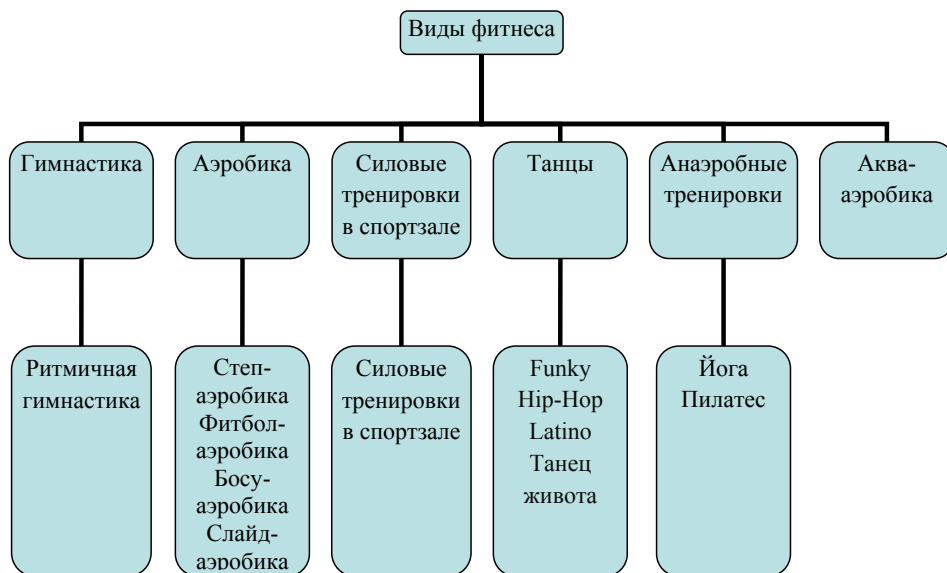 Виды фитнеса
Гимнастика
Аэробика
Силовые
тренировки
в спортзале
Танцы
Анаэробные
тренировки
Аква-
аэробика
Ритмичная
гимнастика
Степ-
аэробика
Фитбол-
аэробика
Босу-
аэробика
Слайд-
аэробика
Силовые
тренировки
в спортзале
Funky
Hip-Hop
Latino
Танец
живота
Йога
Пилатес